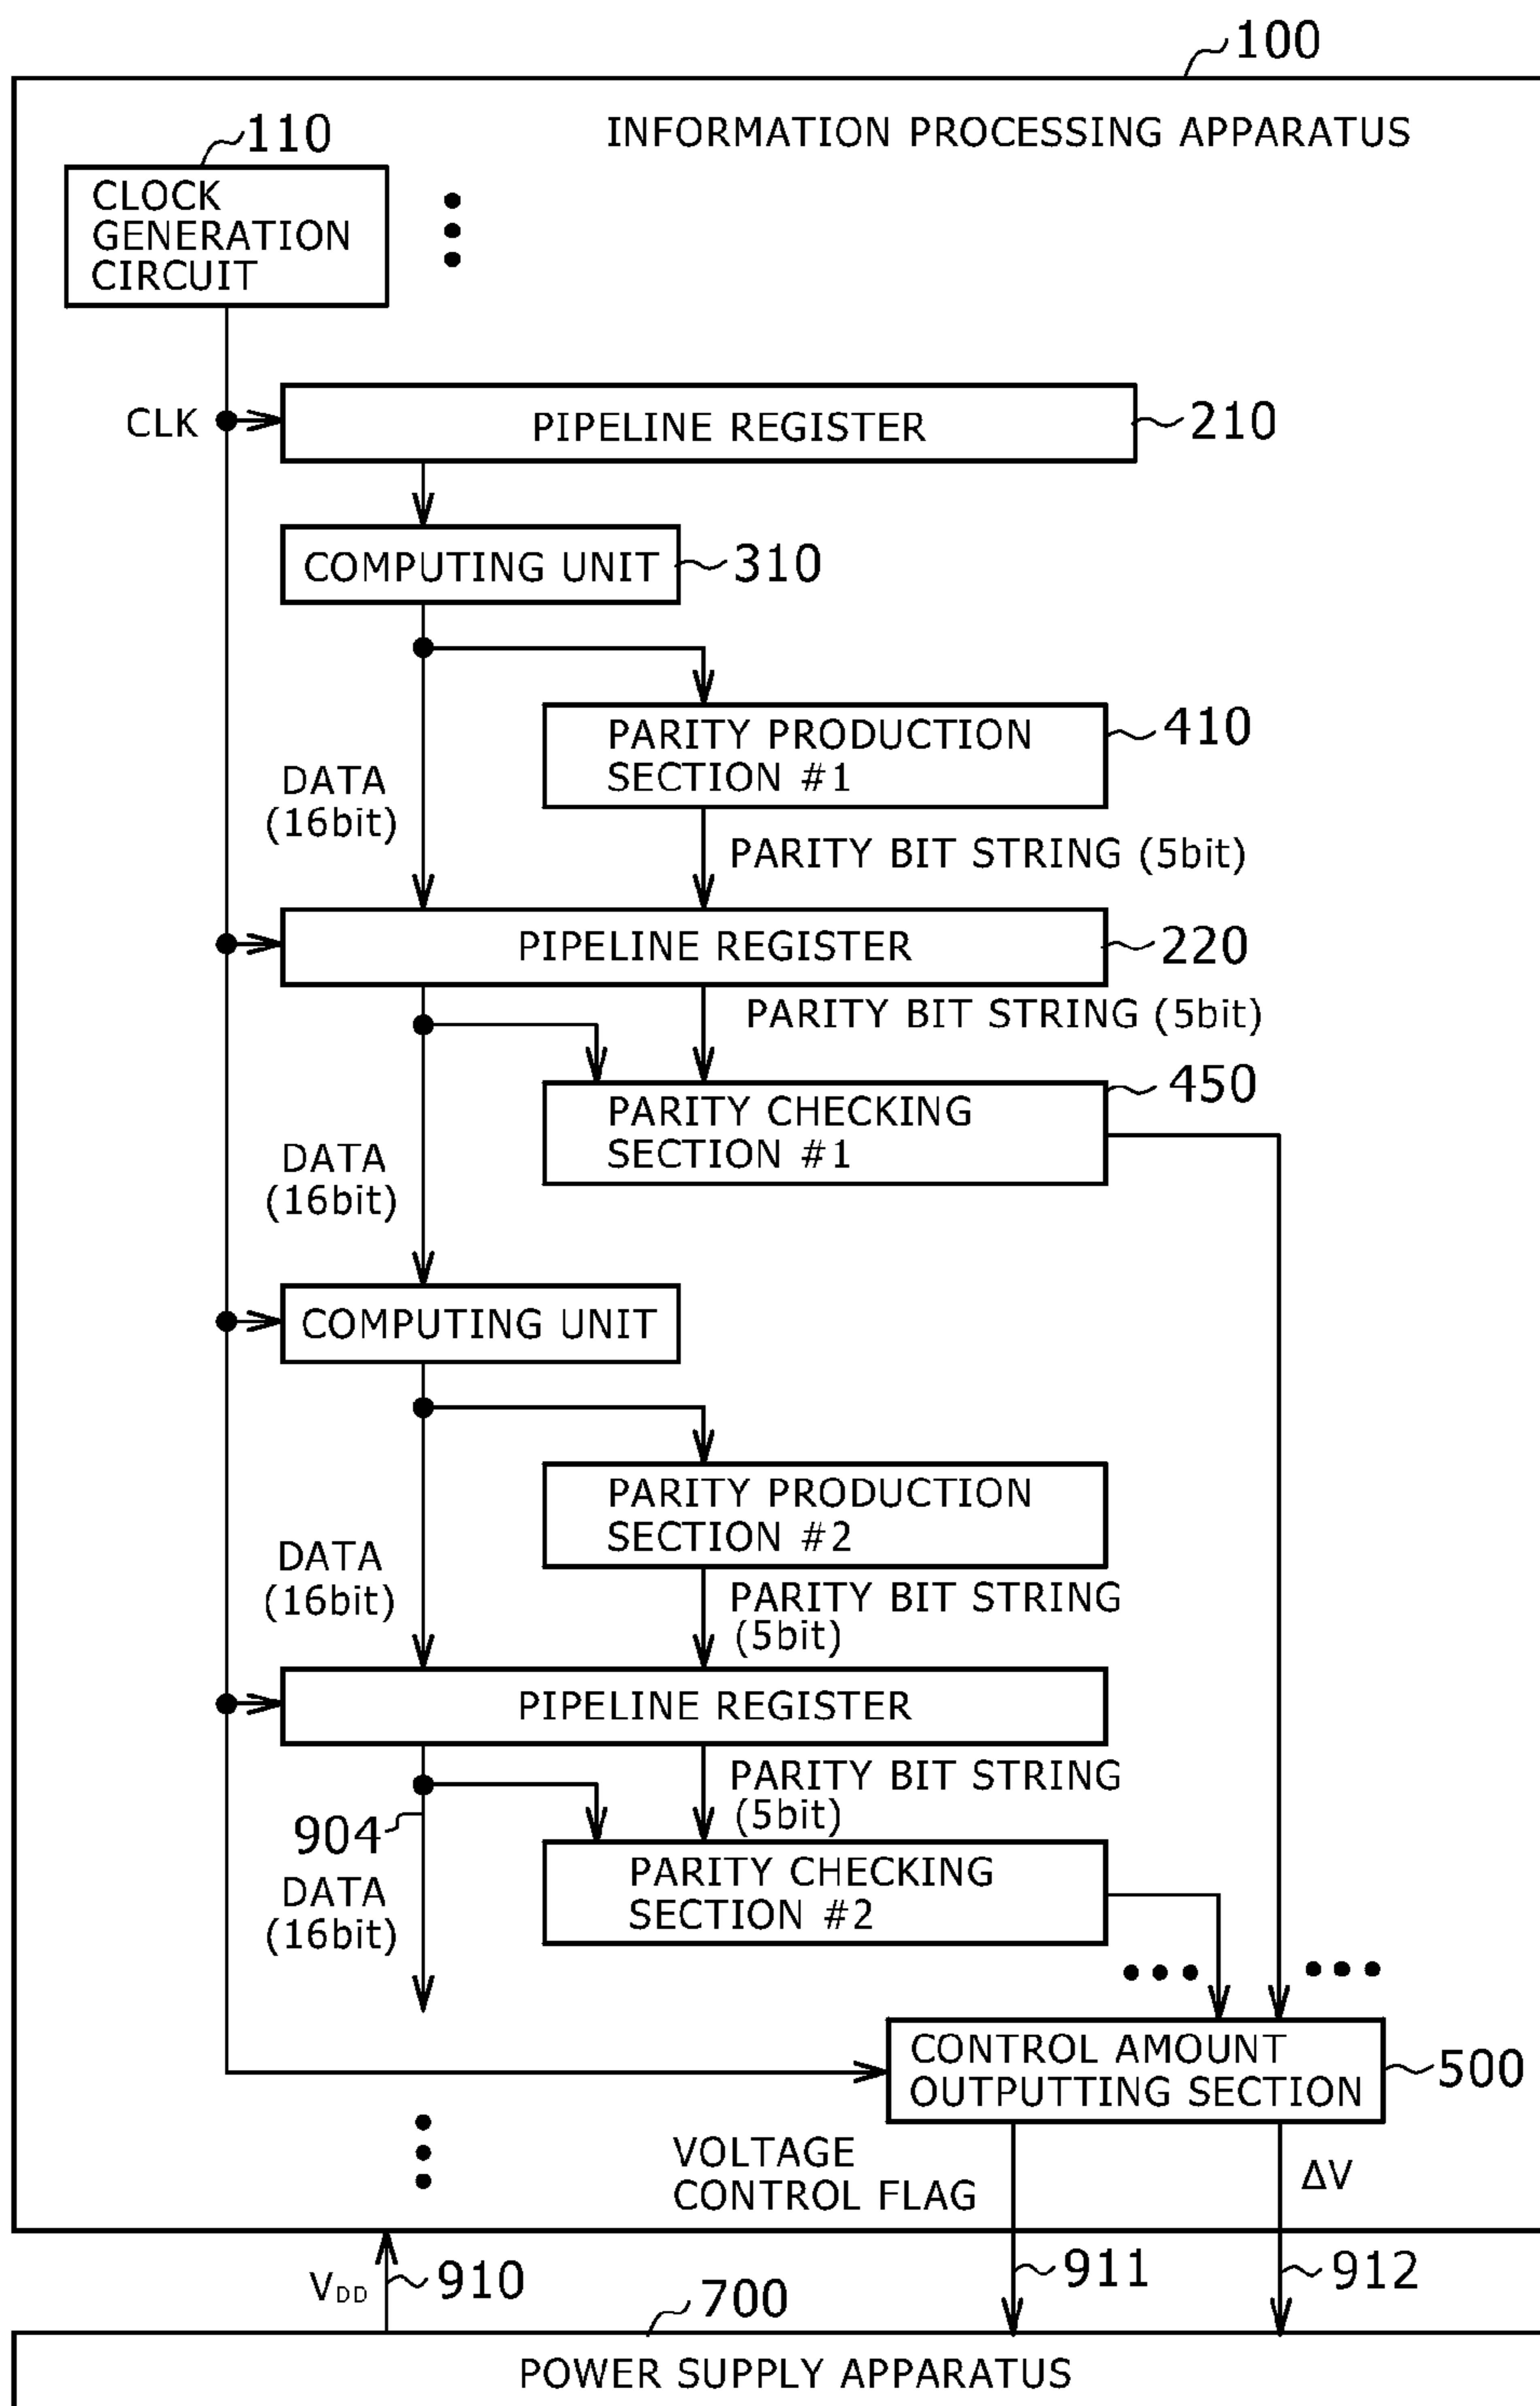 100
INFORMATION PROCESSING APPARATUS
110
CLOCK
GENERATION
CIRCUIT
CLK
PIPELINE REGISTER
210
COMPUTING UNIT
310
PARITY PRODUCTION
SECTION #1
410
DATA
(16bit)
PARITY BIT STRING (5bit)
PIPELINE REGISTER
220
PARITY BIT STRING (5bit)
PARITY CHECKING
SECTION #1
450
DATA
(16bit)
COMPUTING UNIT
PARITY PRODUCTION
SECTION #2
DATA
(16bit)
PARITY BIT STRING
(5bit)
PIPELINE REGISTER
PARITY BIT STRING
(5bit)
904
DATA
(16bit)
PARITY CHECKING
SECTION #2
CONTROL AMOUNT
OUTPUTTING SECTION
500
VOLTAGE
CONTROL FLAG
ΔV
VDD
910
911
912
700
POWER SUPPLY APPARATUS